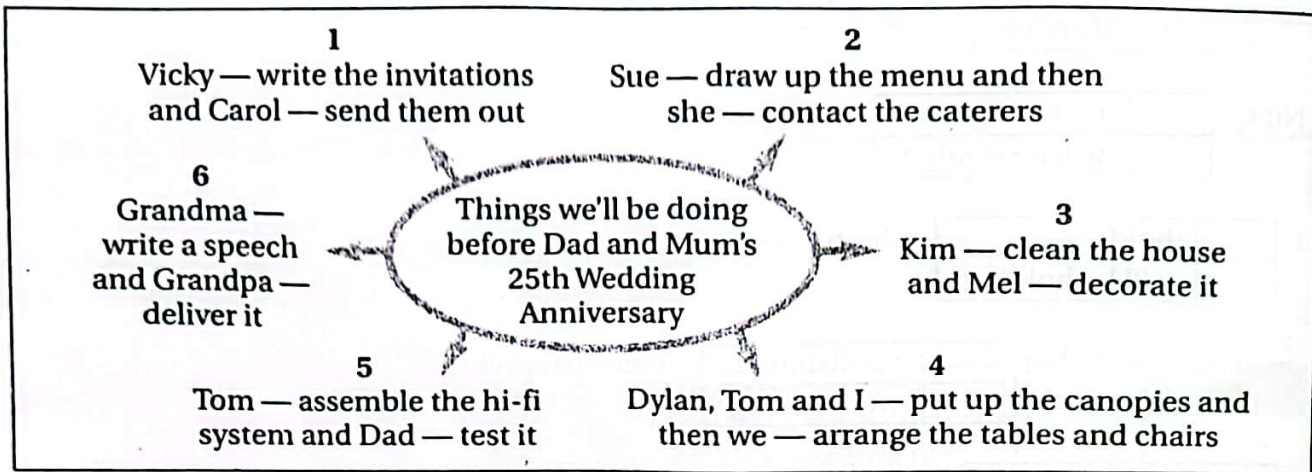 1
Vicky — write the invitations
and Carol — send them out
2
Sue — draw up the menu and then
she — contact the caterers
6
Grandma —
write a speech
and Grandpa —
deliver it
Things we'll be doing
before Dad and Mum's
25th Wedding
Anniversary
3
Kim — clean the house
and Mel — decorate it
5
Tom — assemble the hi-fi
system and Dad — test it
4
Dylan, Tom and I — put up the canopies and
then we — arrange the tables and chairs